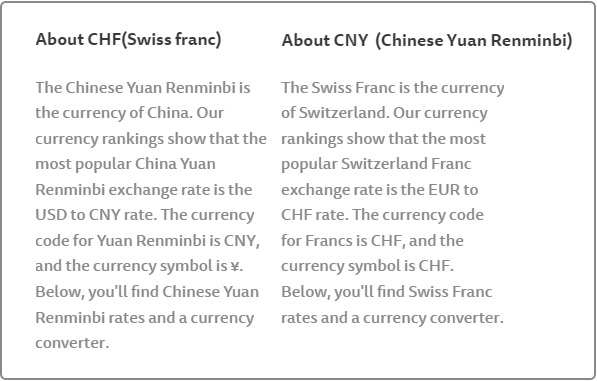 About CHF(Swiss franc)
The Chinese Yuan Renminbi is
the currency of China. Our
currency rankings show that the
most popular China Yuan
Renminbi exchange rate is the
USD to CNY rate. The currency
code for Yuan Renminbi is CNY,
and the currency symbol is ¥.
Below, you'll find Chinese Yuan
Renminbi rates and a currency
converter.
About CNY (Chinese Yuan Renminbi)
The Swiss Franc is the currency
of Switzerland. Our currency
rankings show that the most
popular Switzerland Franc
exchange rate is the EUR to
CHF rate. The currency code
for Francs is CHF, and the
currency symbol is CHF.
Below, you'll find Swiss Franc
rates and a currency converter.